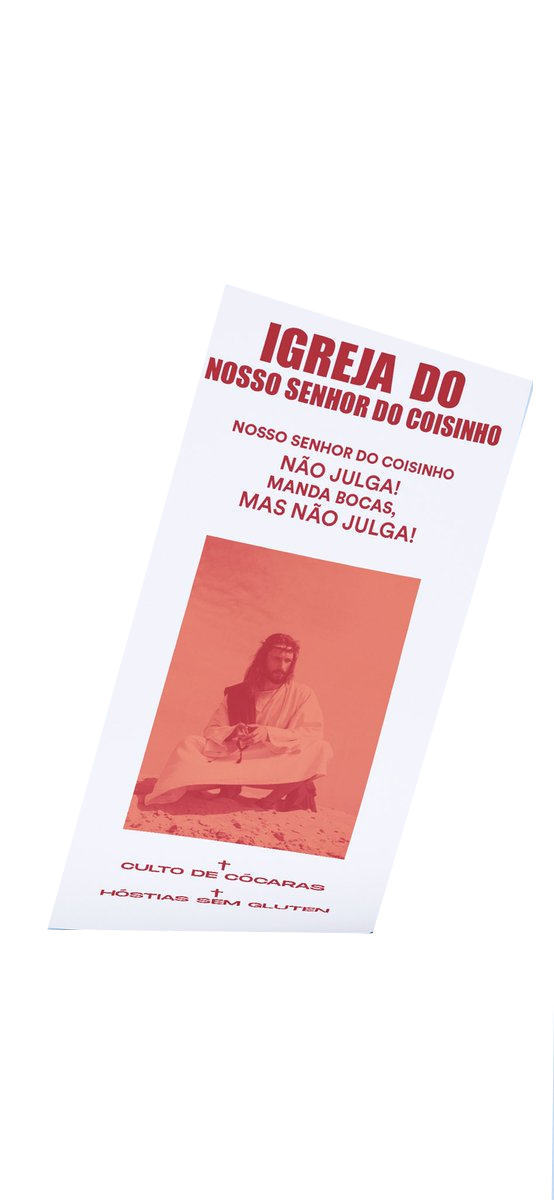 IGREJA DO
NOSSO SENHOR DO COISINHO
NOSSO SENHOR DO COISINHO
NÃO JULGA!
MANDA BOCAS,
MAS NÃO JULGA!
CULTO DE CÓCARAS
HÓSTIAS SEM GLUTEN